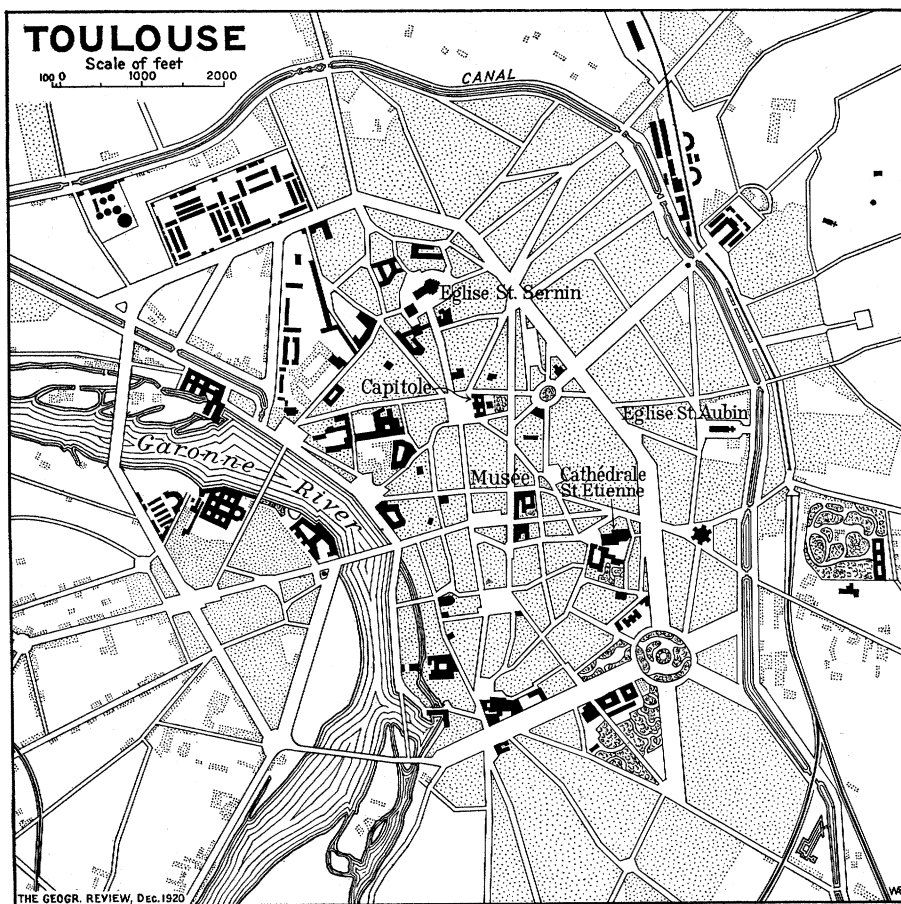 TOULOUSE
Scale of feet
100 0 1000 2000
CANAL
Eglise St. Sernin
Capitole
Eglise St. Aubin
Garonne River
Musée
Cathédrale
St. Etienne
THE GEOGR. REVIEW, DEC. 1920